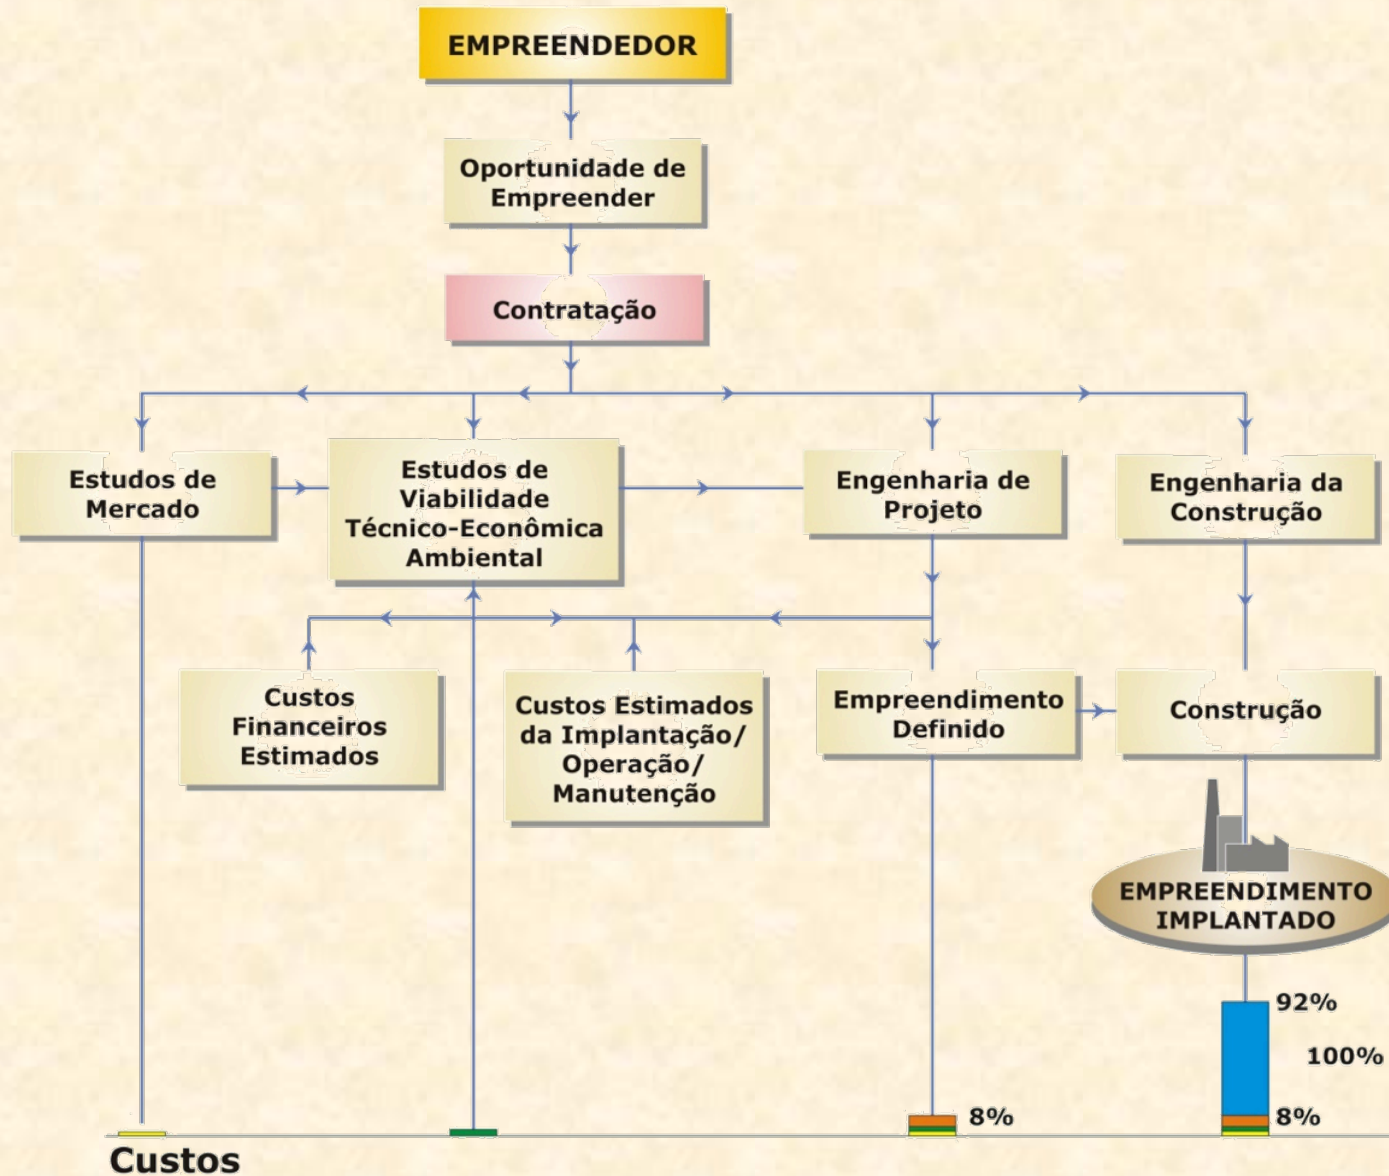 EMPREENDEDOR
Oportunidade de
Empreender
Contratação
Estudos de
Mercado
Estudos de
Viabilidade
Técnico-Econômica
Ambiental
Engenharia de
Projeto
Engenharia da
Construção
Custos
Financeiros
Estimados
Custos Estimados
da Implantação/
Operação/
Manutenção
Empreendimento
Definido
Construção
EMPREENDIMENTO
IMPLANTADO
92%
100%
8%
8%
Custos